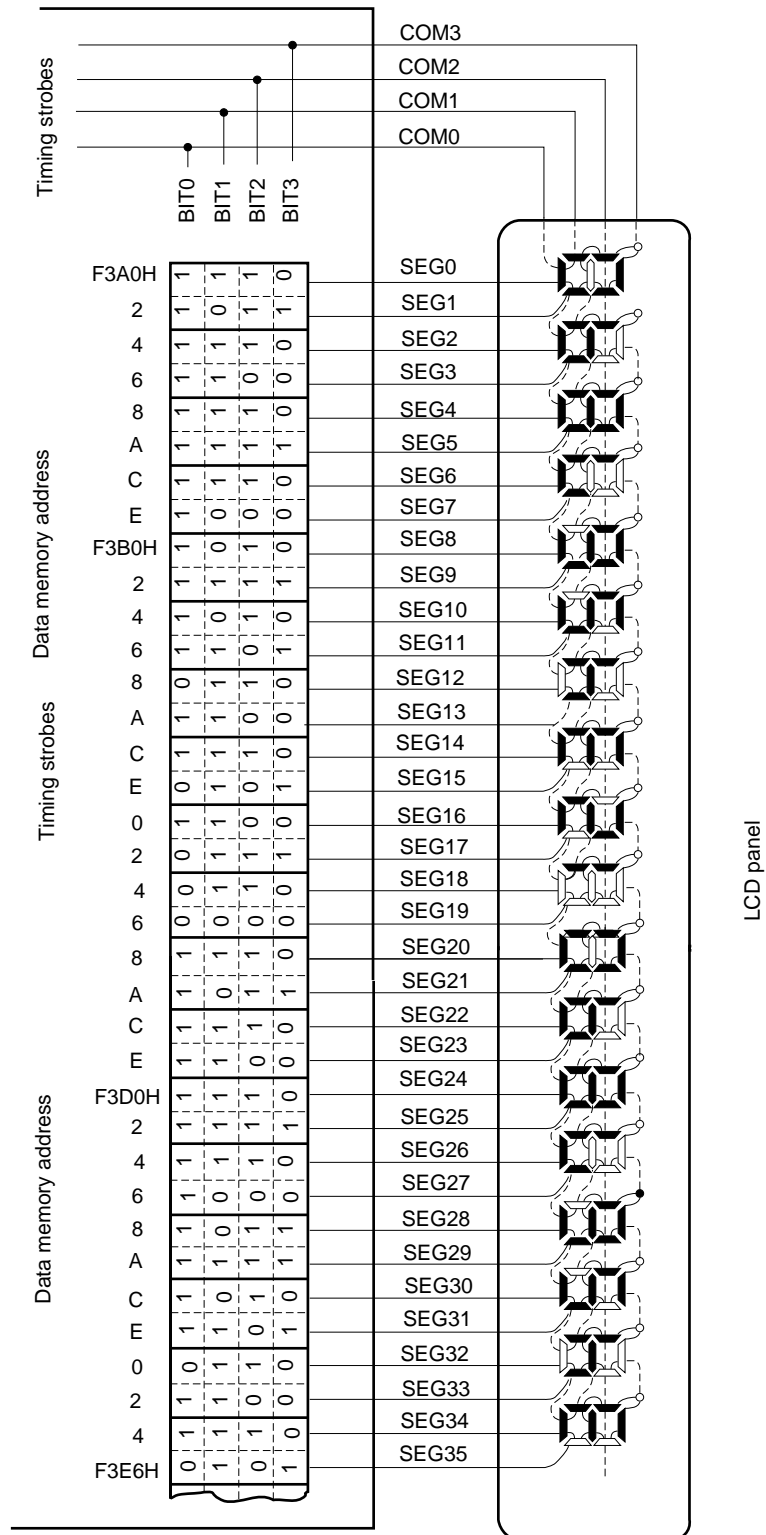 COM3
COM2
COM1
COM0
Timing strobes
BIT0 BIT1 BIT2 BIT3
F3A0H 1 1 1 0 SEG0
2 1 0 1 1 SEG1
4 1 1 1 0 SEG2
6 1 1 0 0 SEG3
8 1 1 1 0 SEG4
A 1 1 1 1 SEG5
C 1 1 1 0 SEG6
E 1 0 0 0 SEG7
F3B0H 1 0 1 0 SEG8
2 1 1 1 1 SEG9
4 1 0 1 0 SEG10
6 1 1 0 1 SEG11
8 0 1 1 0 SEG12
A 1 1 0 0 SEG13
C 1 1 1 0 SEG14
E 0 1 0 1 SEG15
0 1 1 0 0 SEG16
2 0 1 1 1 SEG17
4 0 1 1 0 SEG18
6 0 0 0 0 SEG19
8 1 1 1 0 SEG20
A 1 0 1 1 SEG21
C 1 1 1 0 SEG22
E 1 1 0 0 SEG23
F3D0H 1 1 1 0 SEG24
2 1 1 1 1 SEG25
4 1 1 1 0 SEG26
6 1 0 0 0 SEG27
8 1 0 1 1 SEG28
A 1 1 1 1 SEG29
C 1 0 1 0 SEG30
E 1 1 0 1 SEG31
0 0 1 1 0 SEG32
2 1 1 0 0 SEG33
4 1 1 1 0 SEG34
F3E6H 0 1 0 1 SEG35
Data memory address
Timing strobes
Data memory address
LCD panel